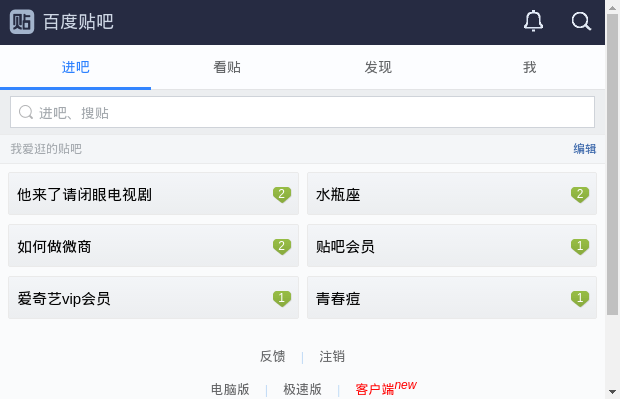 贴 百度贴吧
进吧 看贴 发现 我
进吧、搜贴
我爱逛的贴吧 编辑
他来了请闭眼电视剧 2 水瓶座 2
如何做微商 2 贴吧会员 1
爱奇艺vip会员 1 青春痘 1
反馈 | 注销
电脑版 | 极速版 | 客户端new